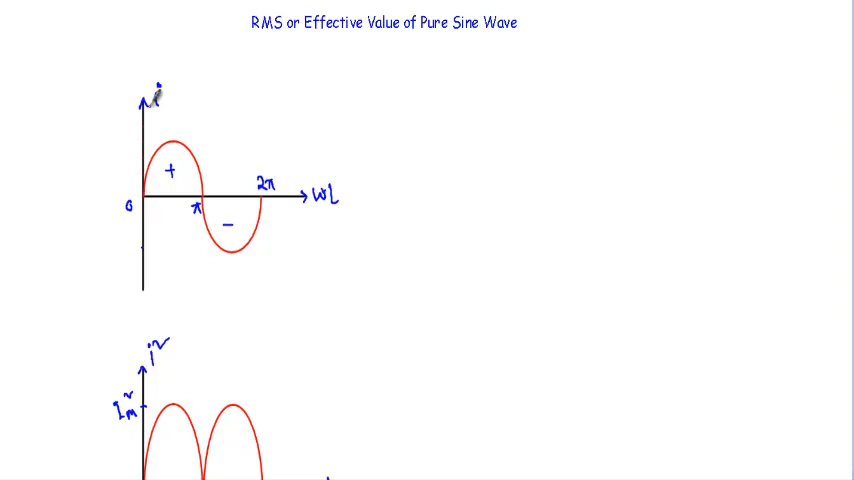 RMS or Effective Value of Pure Sine Wave
i
+
2π
0
π
ωt
−
i²
Iₘ²